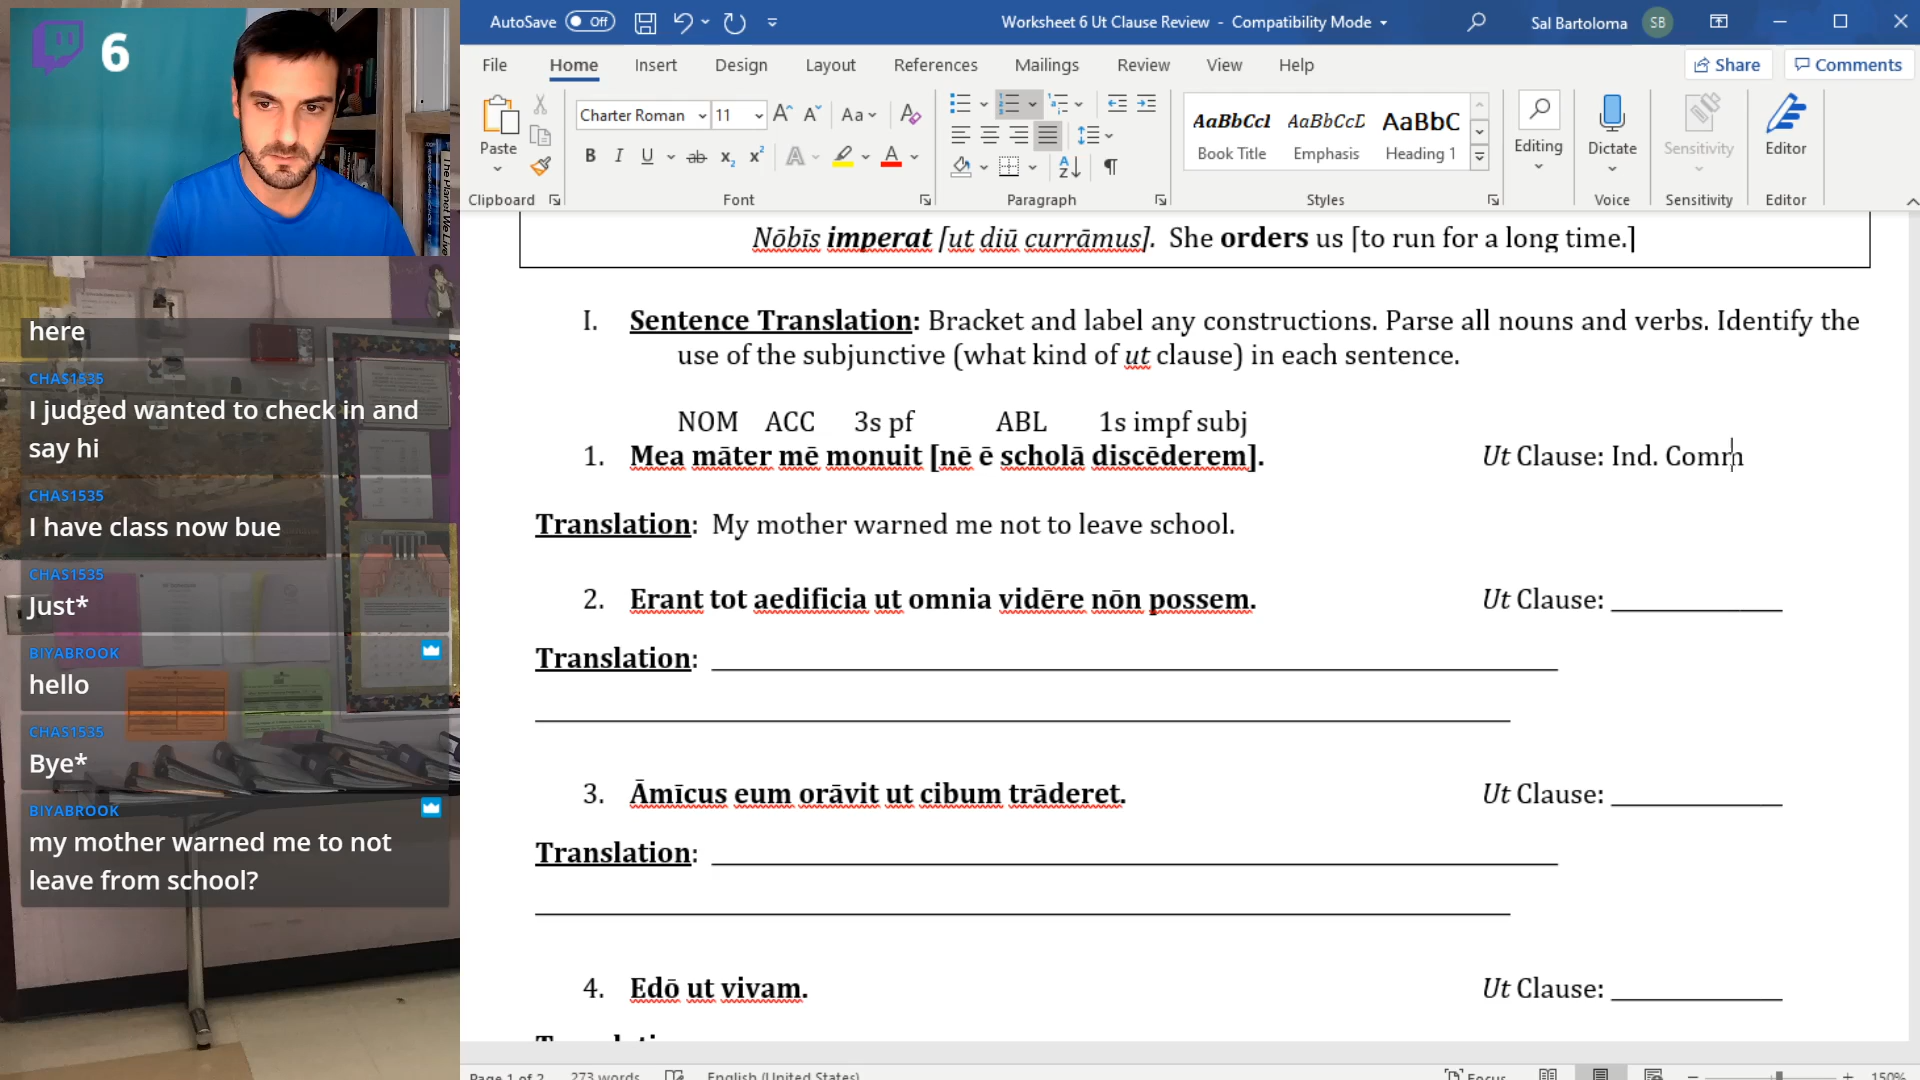 6
here
CHAS1535
I judged wanted to check in and
say hi
CHAS1535
I have class now bue
CHAS1535
Just*
BIYABROOK
hello
CHAS1535
Bye*
BIYABROOK
my mother warned me to not
leave from school?
AutoSave Off
Worksheet 6 Ut Clause Review - Compatibility Mode
Sal Bartoloma SB
File Home Insert Design Layout References Mailings Review View Help
Share Comments
Charter Roman 11
Paste
AaBbCcI AaBbCcD AaBbC
Book Title Emphasis Heading 1
Editing Dictate Sensitivity Editor
Clipboard Font Paragraph Styles Voice Sensitivity Editor
Nōbīs imperat [ut diū currāmus]. She orders us [to run for a long time.]
I. Sentence Translation: Bracket and label any constructions. Parse all nouns and verbs. Identify the
use of the subjunctive (what kind of ut clause) in each sentence.
NOM ACC 3s pf ABL 1s impf subj
1. Mea māter mē monuit [nē ē scholā discēderem]. Ut Clause: Ind. Comm
Translation: My mother warned me not to leave school.
2. Erant tot aedificia ut omnia vidēre nōn possem. Ut Clause: ____________
Translation:
3. Āmīcus eum orāvit ut cibum trāderet. Ut Clause: ____________
Translation:
4. Edō ut vivam. Ut Clause: ____________
Page 1 of 2 273 words English (United States) Focus 150%